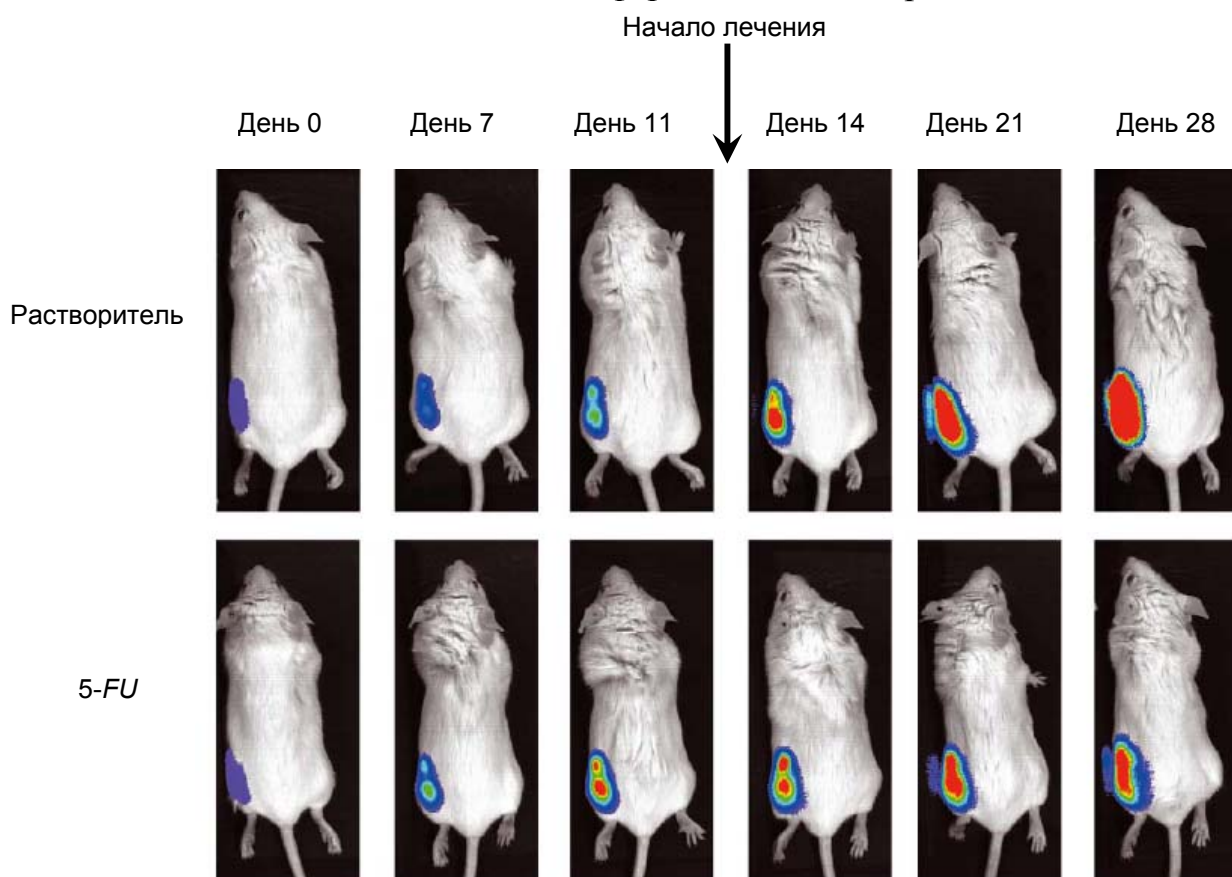 Начало лечения
День 0 День 7 День 11 День 14 День 21 День 28
Растворитель
5-FU